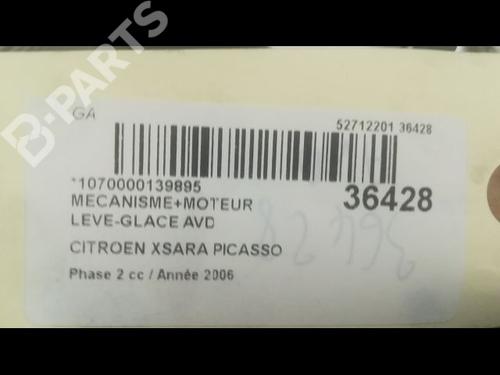 B-PARTS
GA
52712201 36428
*1070000139895
36428
MECANISME+MOTEUR
LEVE-GLACE AVD
CITROEN XSARA PICASSO
Phase 2 cc / Année 2006
36428